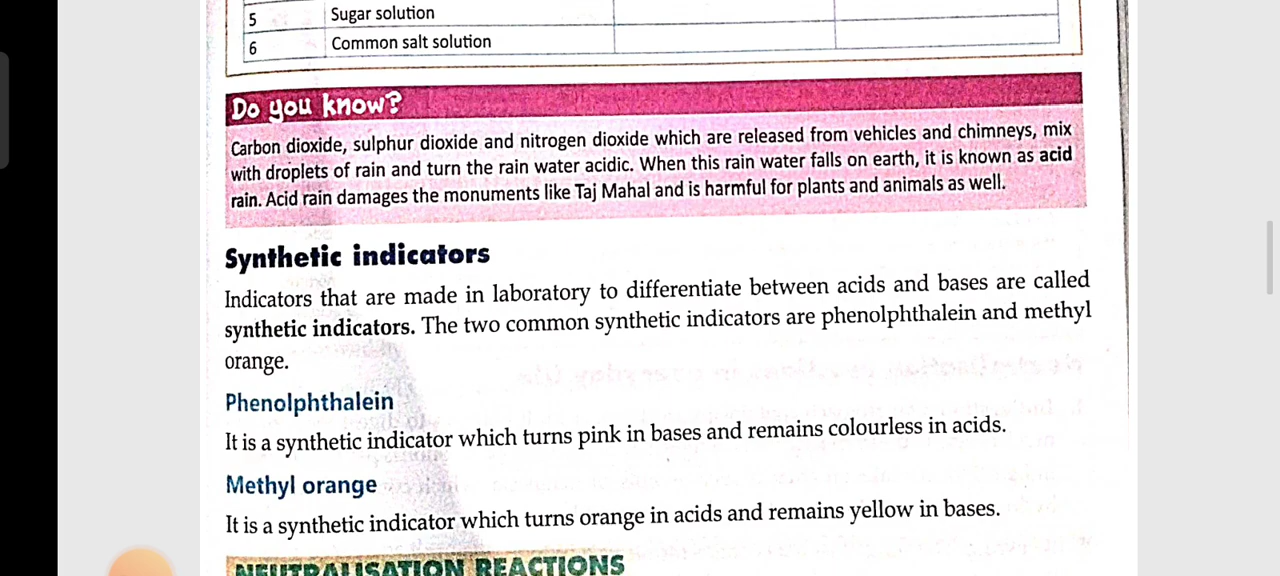 5 Sugar solution
6 Common salt solution
Do you know?
Carbon dioxide, sulphur dioxide and nitrogen dioxide which are released from vehicles and chimneys, mix
with droplets of rain and turn the rain water acidic. When this rain water falls on earth, it is known as acid
rain. Acid rain damages the monuments like Taj Mahal and is harmful for plants and animals as well.
Synthetic indicators
Indicators that are made in laboratory to differentiate between acids and bases are called
synthetic indicators. The two common synthetic indicators are phenolphthalein and methyl
orange.
Phenolphthalein
It is a synthetic indicator which turns pink in bases and remains colourless in acids.
Methyl orange
It is a synthetic indicator which turns orange in acids and remains yellow in bases.
NEUTRALISATION REACTIONS